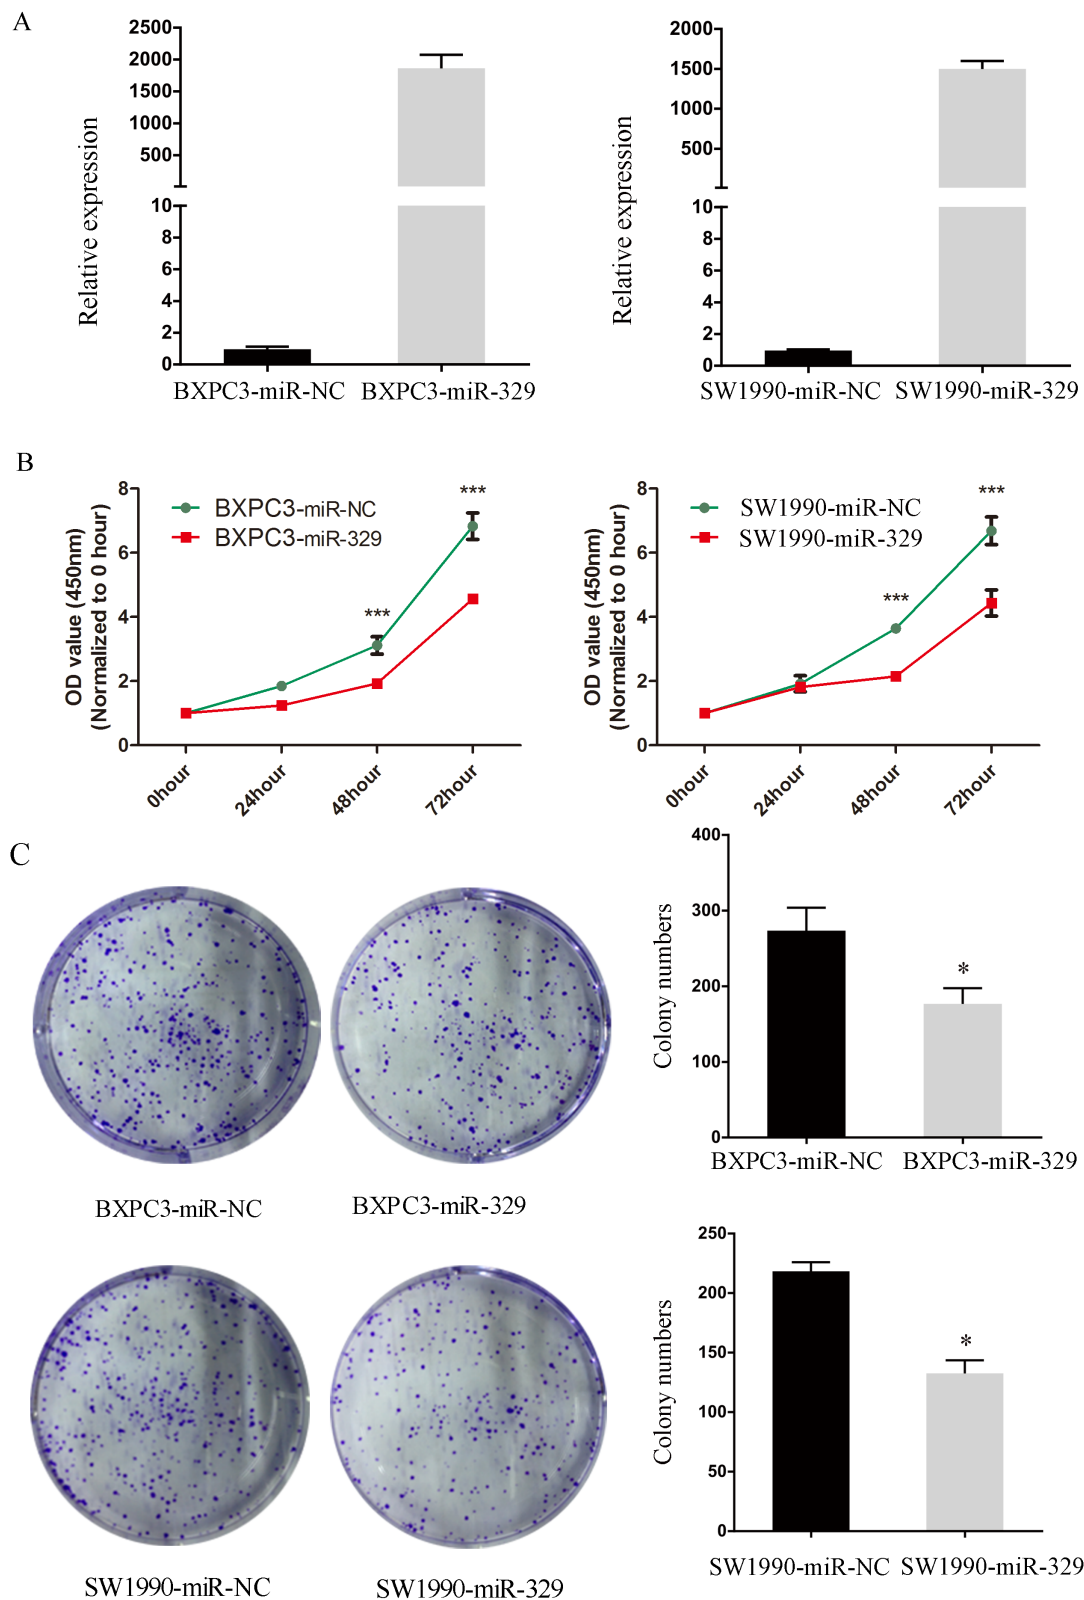 A
Relative expression
2500
2000
1500
1000
500
10
8
6
4
2
0
BXPC3-miR-NC
BXPC3-miR-329
Relative expression
2000
1500
1000
500
10
8
6
4
2
0
SW1990-miR-NC
SW1990-miR-329
B
OD value (450nm)
(Normalized to 0 hour)
8
6
4
2
0
BXPC3-miR-NC
BXPC3-miR-329
***
***
0hour
24hour
48hour
72hour
OD value (450nm)
(Normalized to 0 hour)
8
6
4
2
0
SW1990-miR-NC
SW1990-miR-329
***
***
0hour
24hour
48hour
72hour
C
BXPC3-miR-NC
BXPC3-miR-329
Colony numbers
400
300
200
100
0
*
BXPC3-miR-NC
BXPC3-miR-329
SW1990-miR-NC
SW1990-miR-329
Colony numbers
250
200
150
100
50
0
*
SW1990-miR-NC
SW1990-miR-329